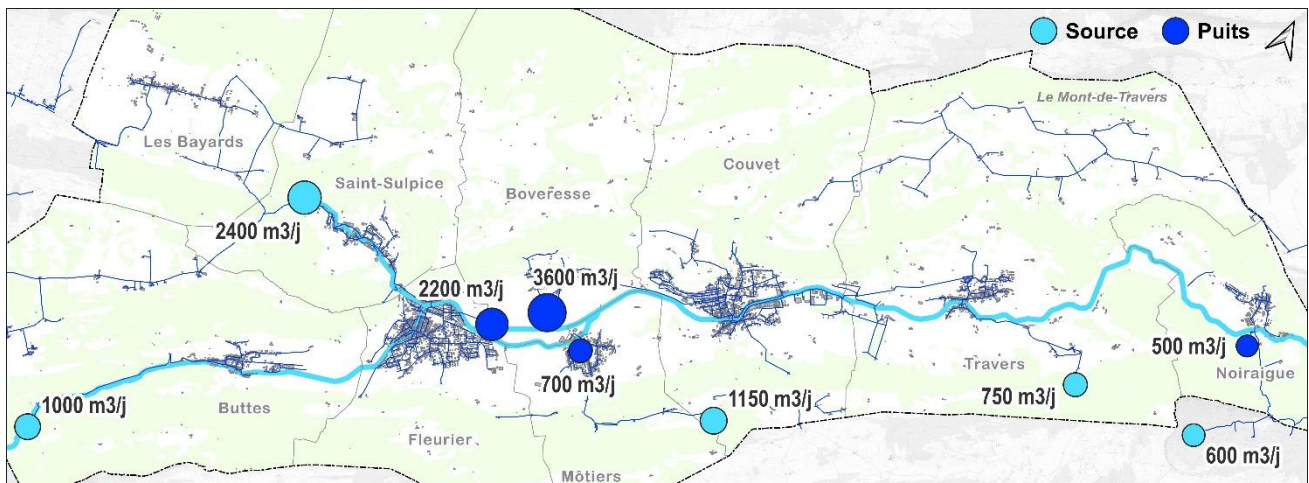 Source
Puits
Le Mont-de-Travers
Les Bayards
Couvet
Saint-Sulpice
Boveresse
2400 m3/j
2200 m3/j
3600 m3/j
500 m3/j
700 m3/j
Travers
Noiraigue
1000 m3/j
Buttes
1150 m3/j
750 m3/j
Fleurier
600 m3/j
Môtiers